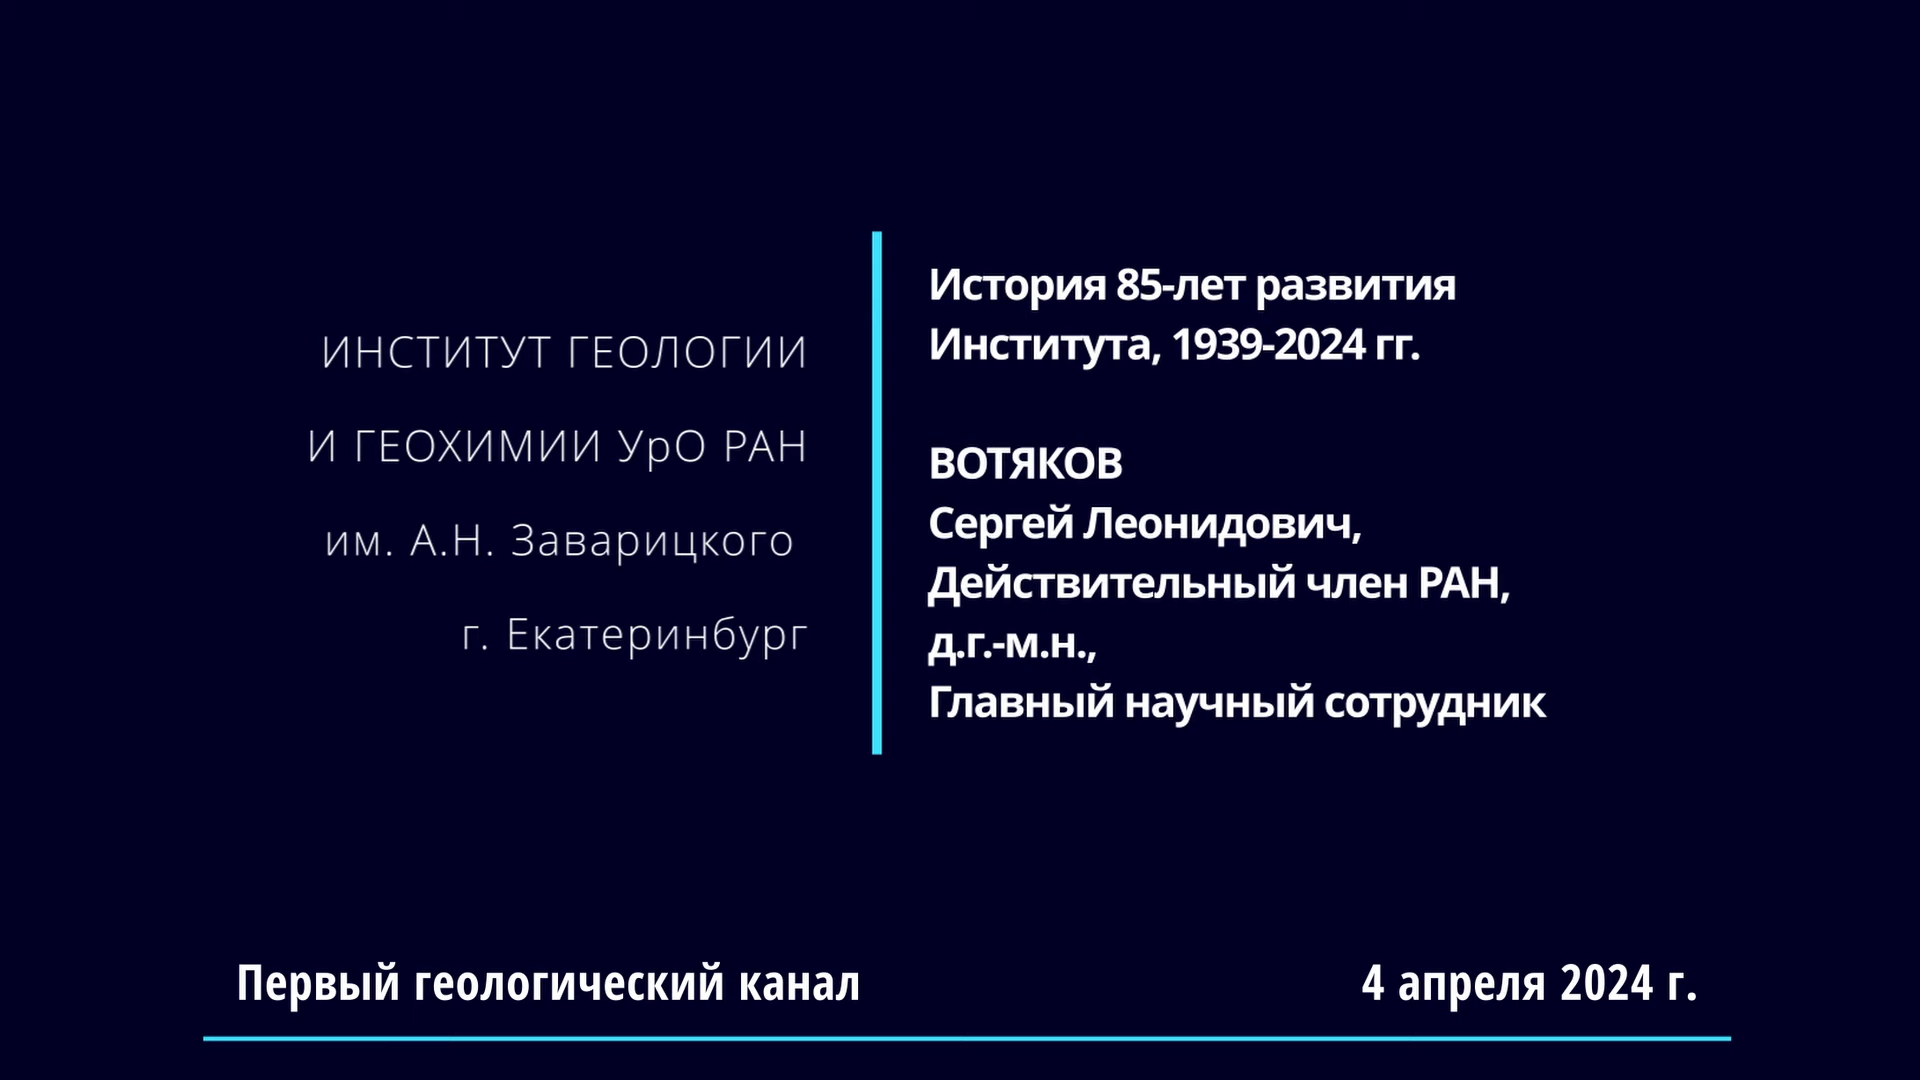 ИНСТИТУТ ГЕОЛОГИИ
И ГЕОХИМИИ УрО РАН
им. А.Н. Заварицкого
г. Екатеринбург
История 85-лет развития
Института, 1939-2024 гг.
ВОТЯКОВ
Сергей Леонидович,
Действительный член РАН,
д.г.-м.н.,
Главный научный сотрудник
Первый геологический канал
4 апреля 2024 г.